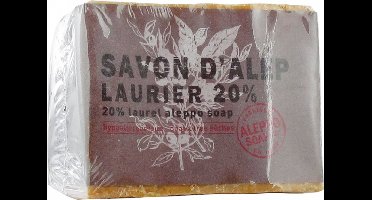 SAVON D'ALEP
LAURIER 20%
20% laurel aleppo soap
ALEPPO
SOAP